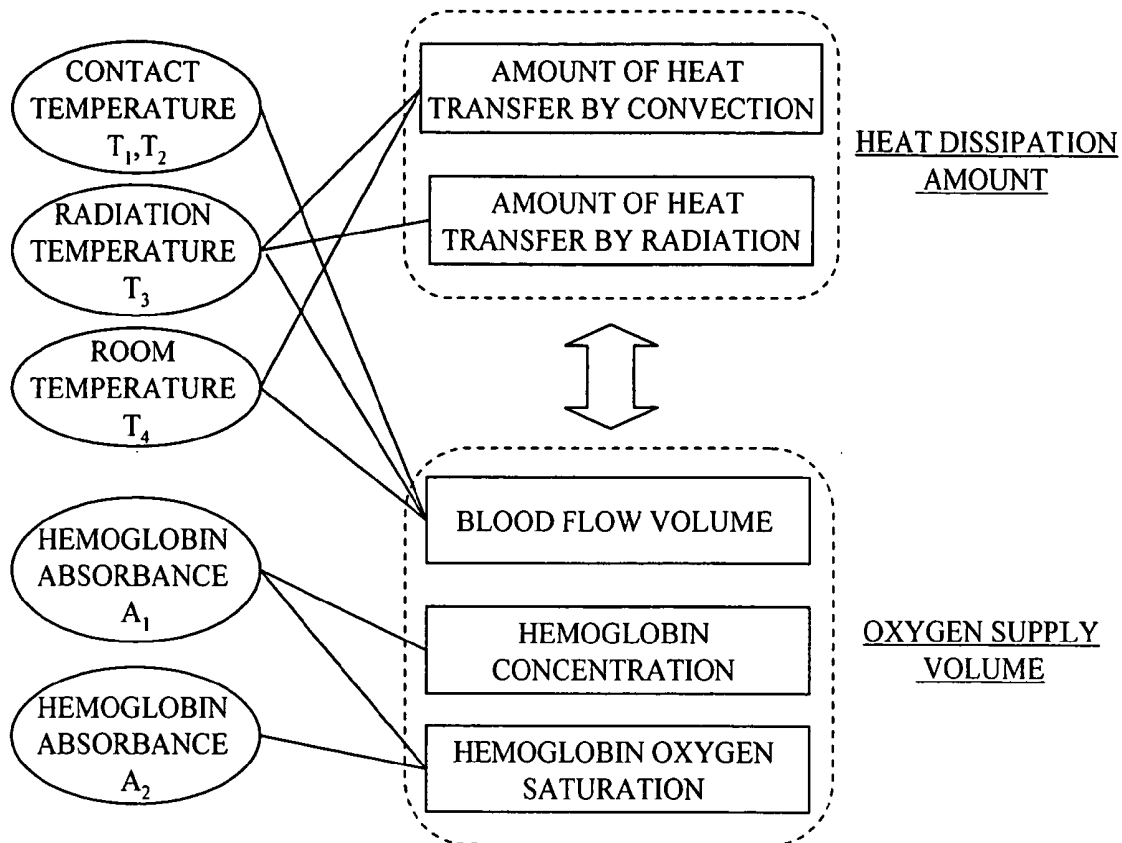 CONTACT
TEMPERATURE
T1,T2
RADIATION
TEMPERATURE
T3
ROOM
TEMPERATURE
T4
HEMOGLOBIN
ABSORBANCE
A1
HEMOGLOBIN
ABSORBANCE
A2
AMOUNT OF HEAT
TRANSFER BY CONVECTION
AMOUNT OF HEAT
TRANSFER BY RADIATION
HEAT DISSIPATION
AMOUNT
BLOOD FLOW VOLUME
HEMOGLOBIN
CONCENTRATION
HEMOGLOBIN OXYGEN
SATURATION
OXYGEN SUPPLY
VOLUME